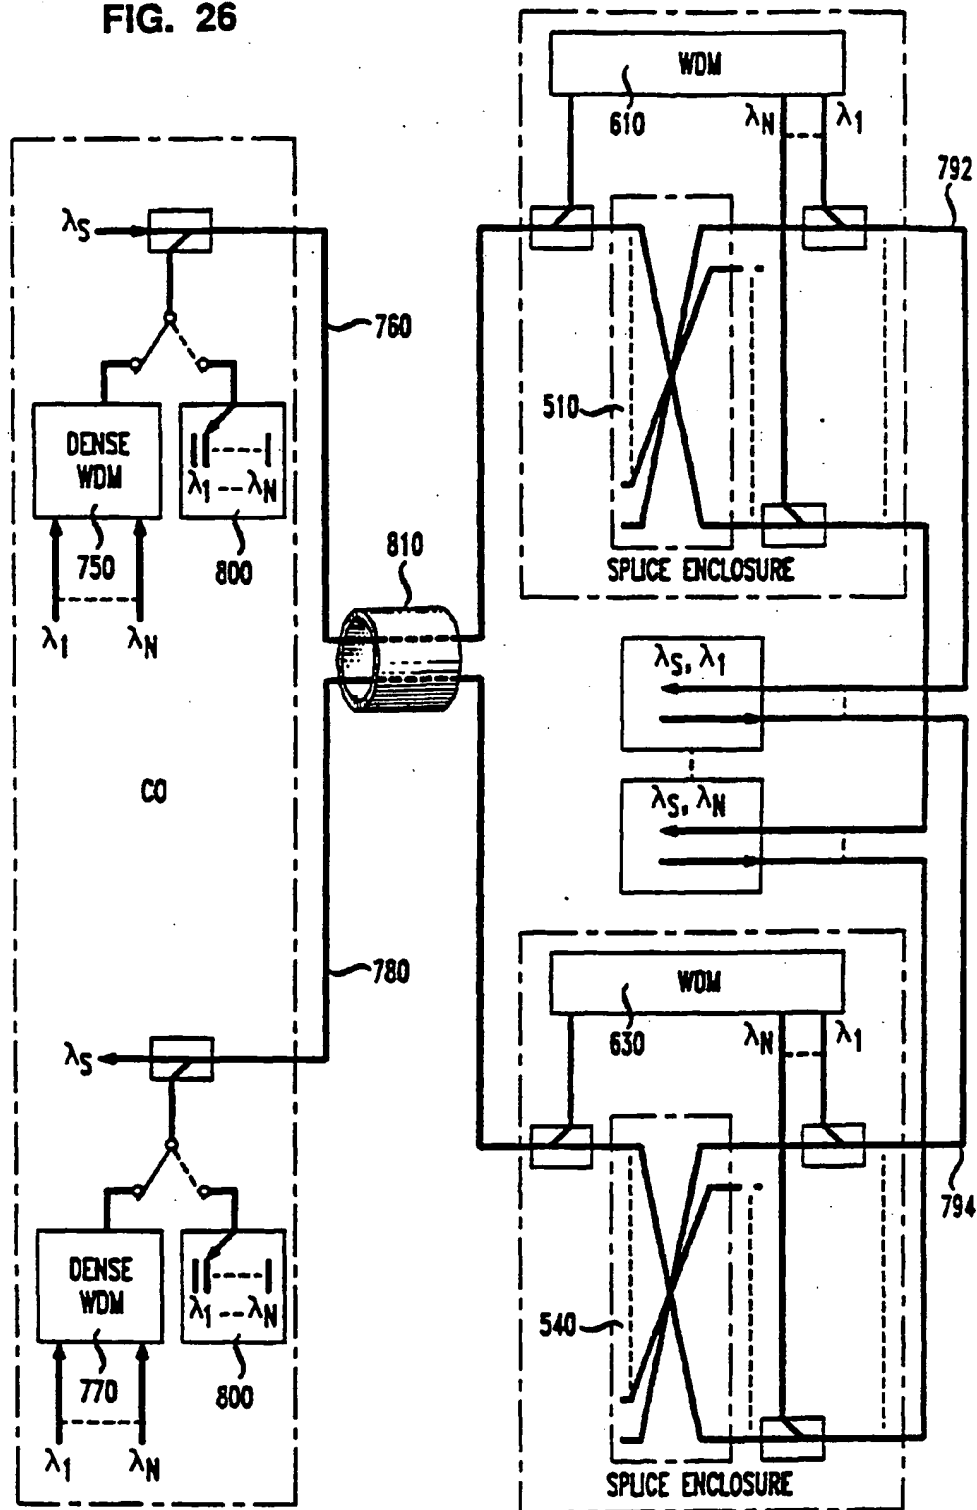 FIG. 26
WDM
610
λN
λ1
792
λS
760
510
DENSE
WDM
λ1 -- λN
750
800
λ1
λN
810
SPLICE ENCLOSURE
λS, λ1
CO
λS, λN
780
WDM
630
λN
λ1
λS
794
540
DENSE
WDM
λ1 -- λN
770
800
λ1
λN
SPLICE ENCLOSURE